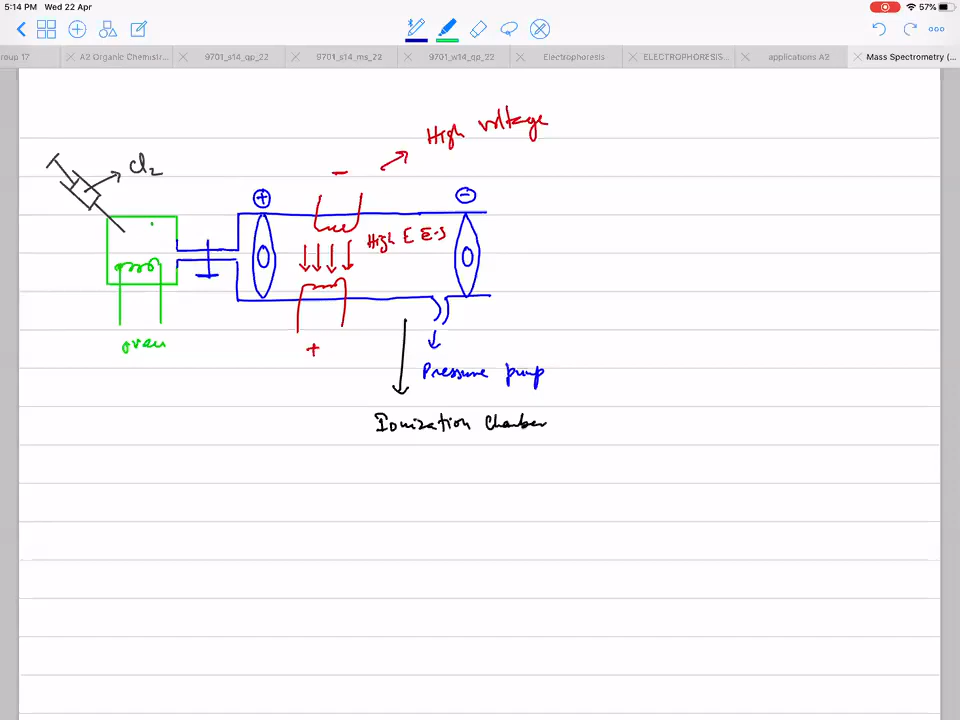 5:14 PM Wed 22 Apr
57%
roup 17
A2 Organic Chemistr...
9701_s14_qp_22
9701_s14_ms_22
9701_w14_qp_22
Electrophoresis
ELECTROPHORESIS...
applications A2
Mass Spectrometry (...
High voltage
Cl2
−
+
−
High E E-s
oven
+
Pressure pump
Ionization Chamber